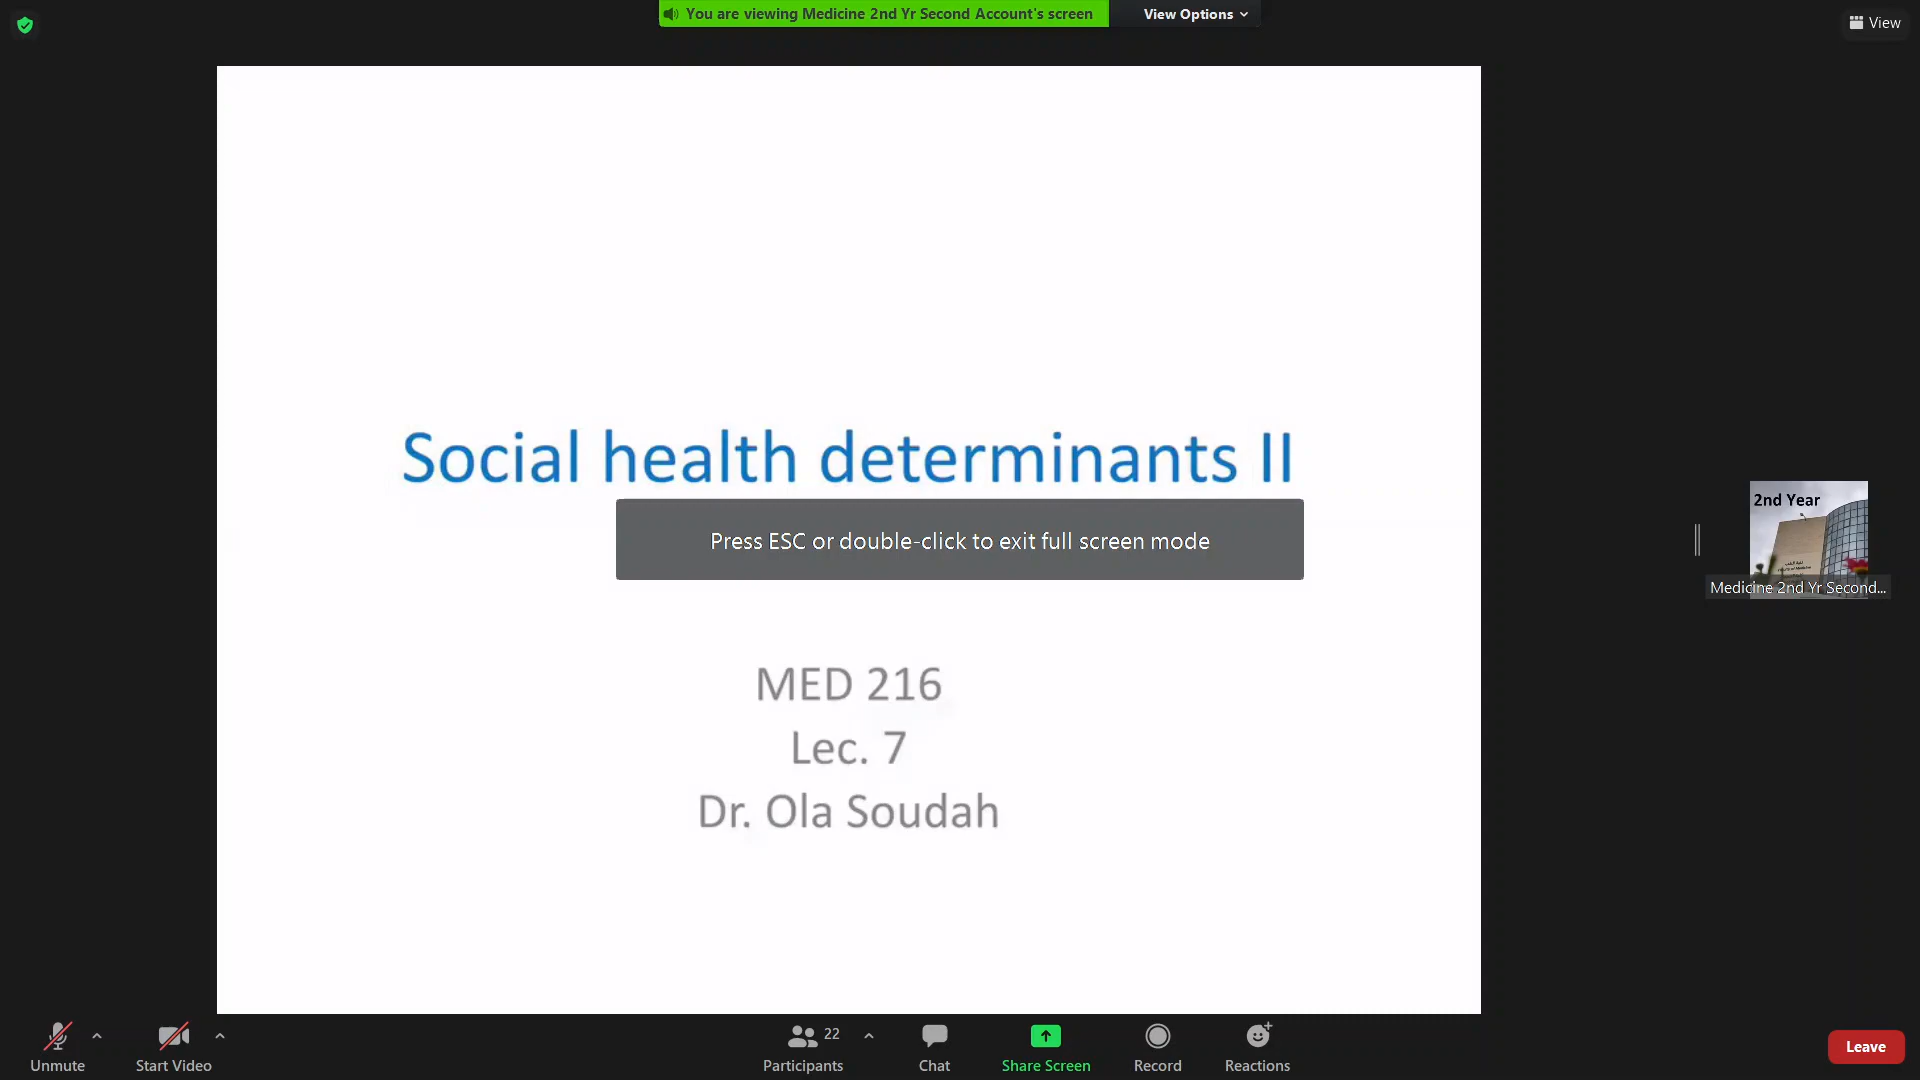 You are viewing Medicine 2nd Yr Second Account's screen
View Options
View
Social health determinants II
Press ESC or double-click to exit full screen mode
2nd Year
Medicine 2nd Yr Second...
MED 216
Lec. 7
Dr. Ola Soudah
Unmute
Start Video
22
Participants
Chat
Share Screen
Record
Reactions
Leave